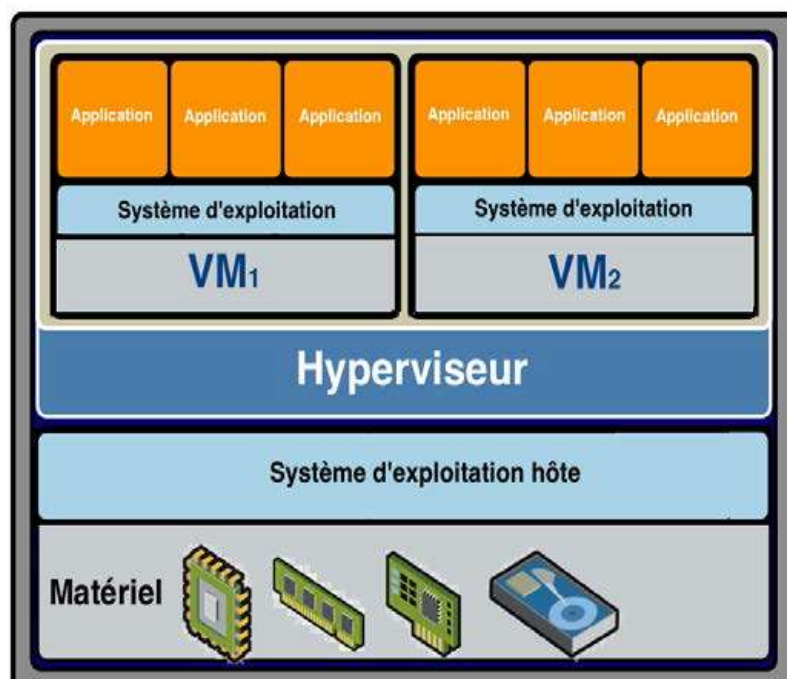 Application Application Application Application Application Application
Système d'exploitation Système d'exploitation
VM1 VM2
Hyperviseur
Système d'exploitation hôte
Matériel